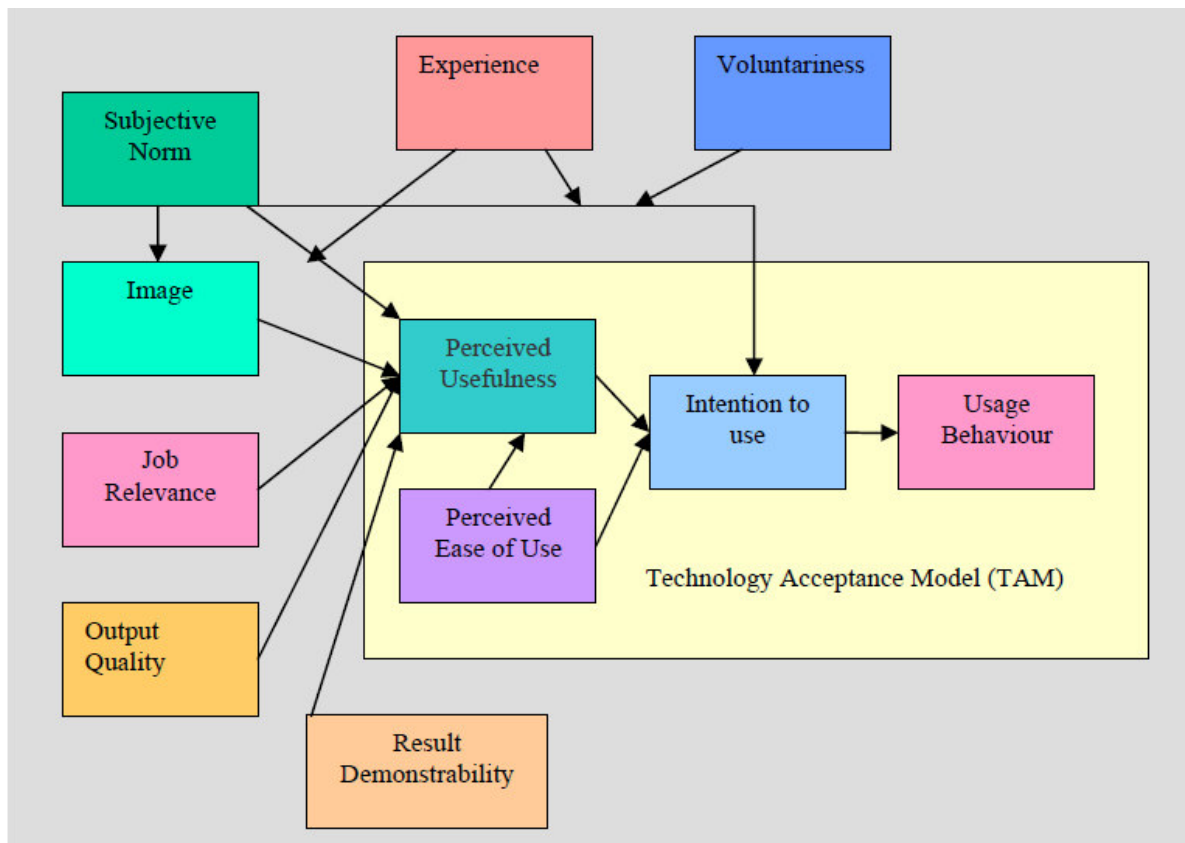 Experience
Voluntariness
Subjective
Norm
Image
Perceived
Usefulness
Intention to
use
Usage
Behaviour
Job
Relevance
Perceived
Ease of Use
Technology Acceptance Model (TAM)
Output
Quality
Result
Demonstrability